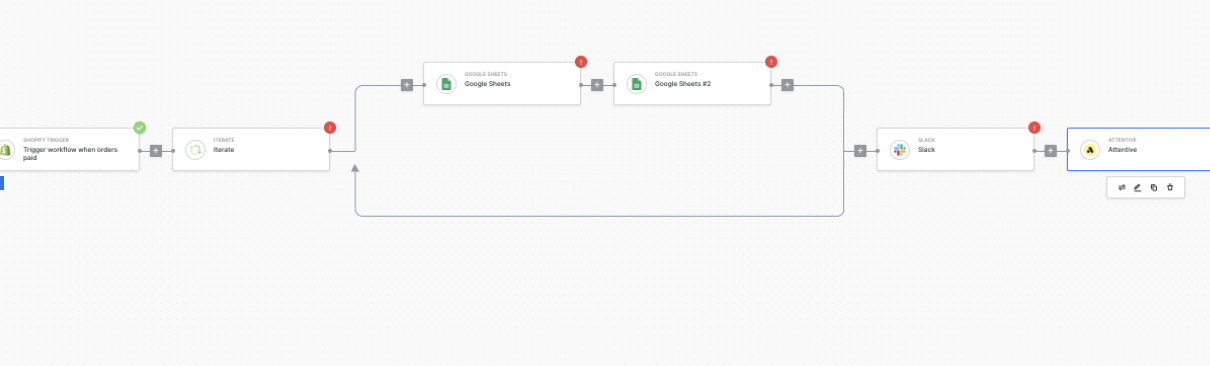 SHOPIFY TRIGGER
Trigger workflow when orders
paid
ITERATE
Iterate
GOOGLE SHEETS
Google Sheets
GOOGLE SHEETS
Google Sheets #2
SLACK
Slack
ATTENTIVE
Attentive